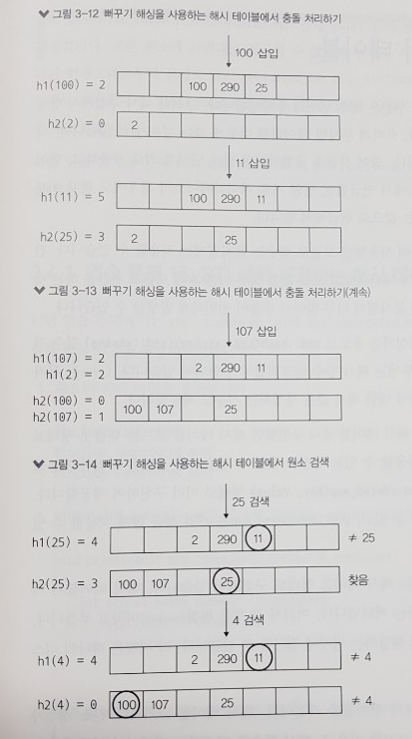 그림 3-12 뻐꾸기 해싱을 사용하는 해시 테이블에서 충돌 처리하기
100 삽입
h1(100) = 2 100 290 25
h2(2) = 0 2
11 삽입
h1(11) = 5 100 290 11
h2(25) = 3 2 25
그림 3-13 뻐꾸기 해싱을 사용하는 해시 테이블에서 충돌 처리하기(계속)
107 삽입
h1(107) = 2
h1(2) = 2 2 290 11
h2(100) = 0
h2(107) = 1 100 107 25
그림 3-14 뻐꾸기 해싱을 사용하는 해시 테이블에서 원소 검색
25 검색
h1(25) = 4 2 290 11 ≠ 25
h2(25) = 3 100 107 25 찾음
4 검색
h1(4) = 4 2 290 11 ≠ 4
h2(4) = 0 100 107 25 ≠ 4